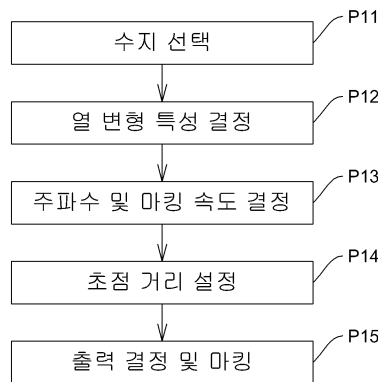 P11
수지 선택
P12
열 변형 특성 결정
P13
주파수 및 마킹 속도 결정
P14
초점 거리 설정
P15
출력 결정 및 마킹